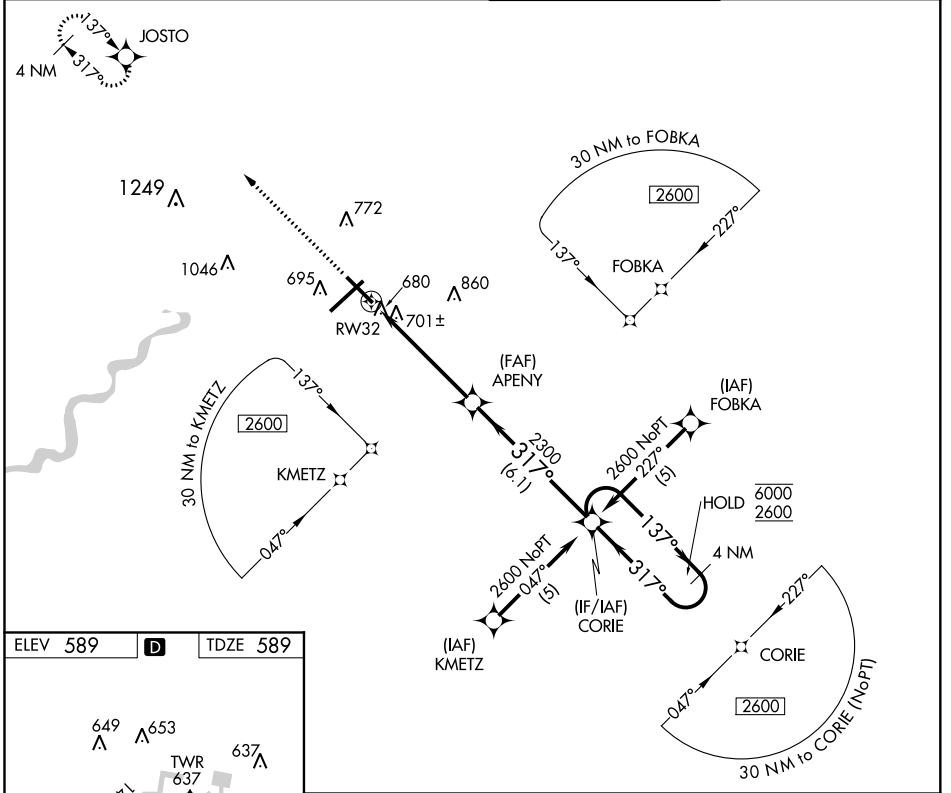 137°
JOSTO
4 NM
317°
30 NM to FOBKA
2600
1249
772
227°
137°
FOBKA
1046
695
680
860
701±
RW32
(FAF)
APENY
(IAF)
FOBKA
137°
30 NM to KMETZ
2600
KMETZ
047°
2300
317°
(6.1)
2600 NoPT
227°
(5)
HOLD 6000
2600
137°
4 NM
317°
2600 NoPT
047°
(5)
(IF/IAF)
CORIE
(IAF)
KMETZ
227°
CORIE
047°
2600
30 NM to CORIE (NoPT)
ELEV 589 D TDZE 589
649
653
637
TWR
637